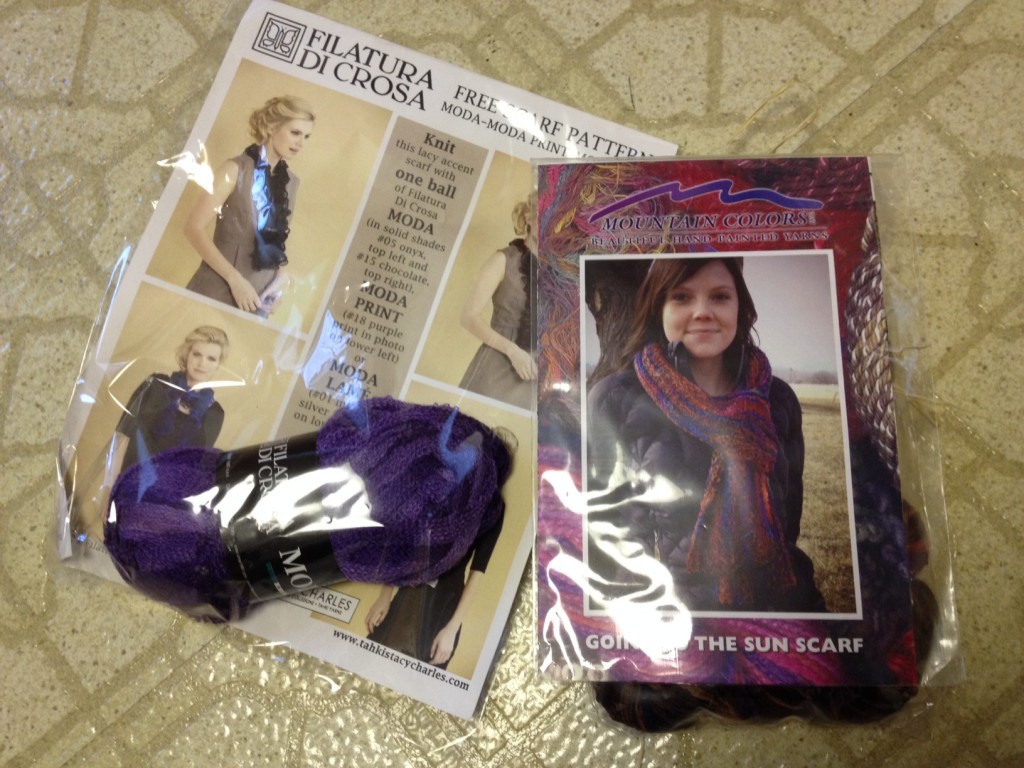 FILATURA
DI CROSA
FREE SCARF PATTERN
MODA-MODA PRINT
Knit
this lacy accent
scarf with
one ball
of Filatura
Di Crosa
MODA
(in solid shades
#05 onyx,
top left and
#15 chocolate,
top right),
MODA
PRINT
(#18 purple
print in photo
on lower left)
or
MODA
silver
on
DI CROSA
CHARLES
www.tahkistacycharles.com
MOUNTAIN COLORS
BEAUTIFUL HAND-PAINTED YARNS
THE SUN SCARF